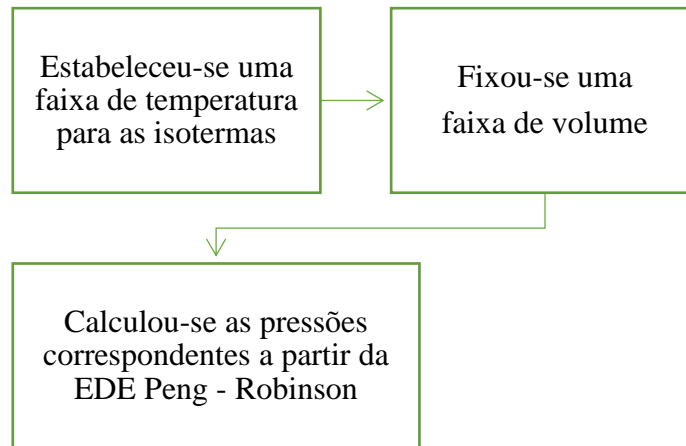 Estabeleceu-se uma
faixa de temperatura
para as isotermas
Fixou-se uma
faixa de volume
Calculou-se as pressões
correspondentes a partir da
EDE Peng - Robinson